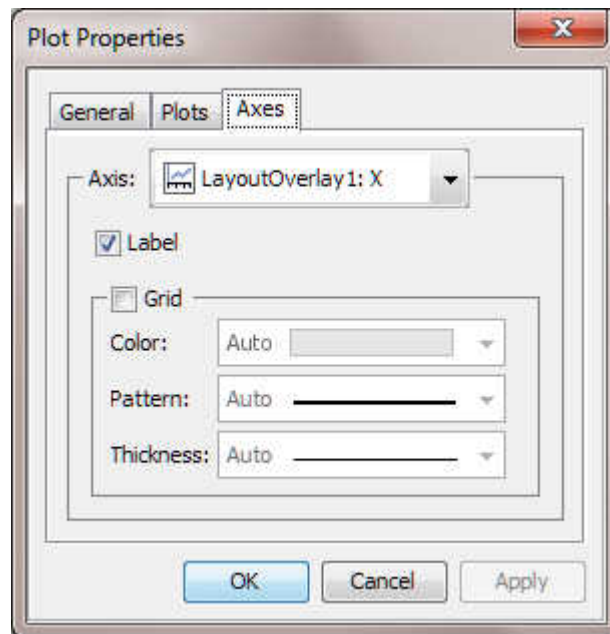 Plot Properties
General Plots Axes
Axis: LayoutOverlay1: X
Label
Grid
Color: Auto
Pattern: Auto
Thickness: Auto
OK Cancel Apply